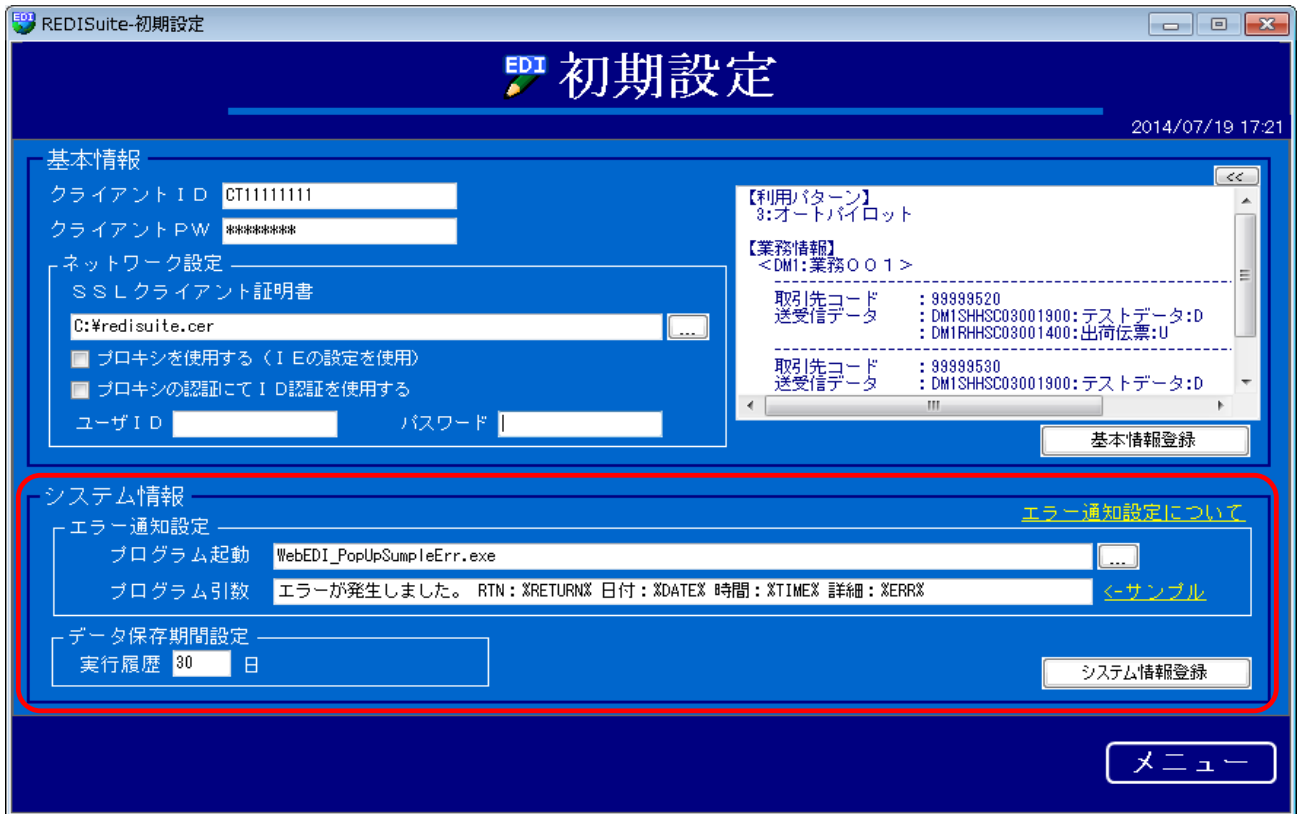 REDISuite-初期設定
EDI 初期設定
2014/07/19 17:21
基本情報
<<
クライアントＩＤ CT11111111
クライアントＰＷ ********
ネットワーク設定
ＳＳＬクライアント証明書
C:¥redisuite.cer ...
プロキシを使用する（ＩＥの設定を使用）
プロキシの認証にてＩＤ認証を使用する
ユーザＩＤ パスワード
【利用パターン】
3:オートパイロット
【業務情報】
＜DM1:業務００１＞
--------------------------------------------------
取引先コード : 99999520
送受信データ : DM1SHHSC03001900:テストデータ:D
: DM1RHHSC03001400:出荷伝票:U
--------------------------------------------------
取引先コード : 99999530
送受信データ : DM1SHHSC03001900:テストデータ:D
基本情報登録
システム情報
エラー通知設定について
エラー通知設定
プログラム起動 WebEDI_PopUpSumpleErr.exe ...
プログラム引数 エラーが発生しました。 RTN：%RETURN% 日付：%DATE% 時間：%TIME% 詳細：%ERR% <-サンプル
データ保存期間設定
実行履歴 30 日
システム情報登録
メニュー